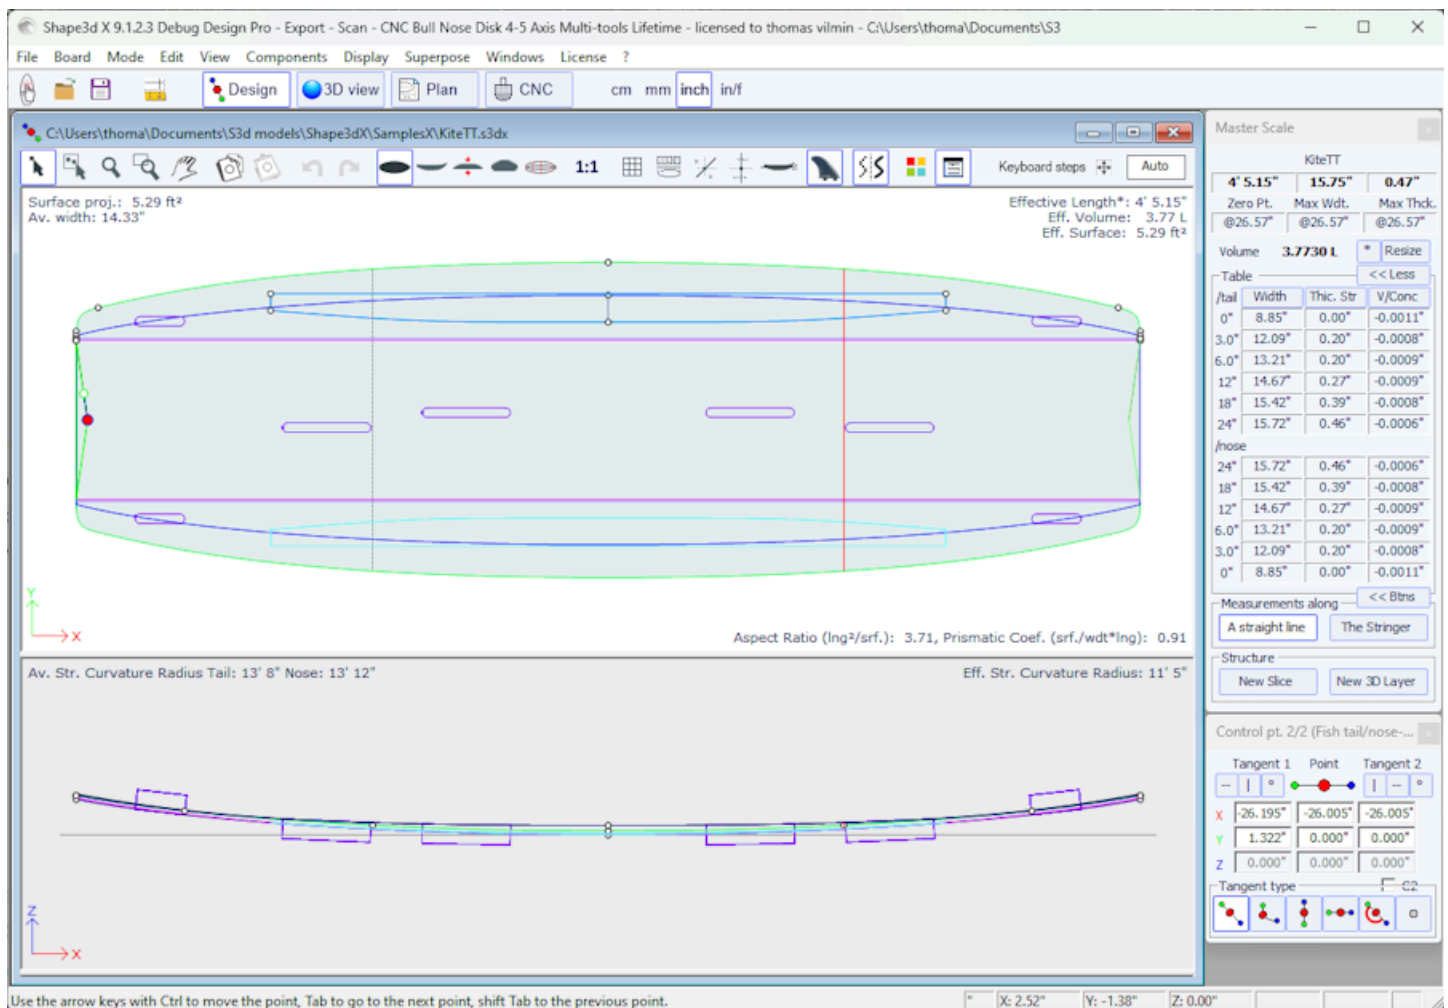 Shape3d X 9.1.2.3 Debug Design Pro - Export - Scan - CNC Bull Nose Disk 4-5 Axis Multi-tools Lifetime - licensed to thomas vilmin - C:\Users\thoma\Documents\S3
File Board Mode Edit View Components Display Superpose Windows License ?
Design 3D view Plan CNC cm mm inch in/f
C:\Users\thoma\Documents\S3d models\Shape3dX\SamplesX\KiteTT.s3dx
1:1 Keyboard steps Auto
Surface proj.: 5.29 ft²
Av. width: 14.33"
Effective Length*: 4' 5.15"
Eff. Volume: 3.77 L
Eff. Surface: 5.29 ft²
Y
X
Aspect Ratio (lng²/srf.): 3.71, Prismatic Coef. (srf./wdt*lng): 0.91
Av. Str. Curvature Radius Tail: 13' 8" Nose: 13' 12"
Eff. Str. Curvature Radius: 11' 5"
Z
X
Master Scale
KiteTT
4' 5.15" 15.75" 0.47"
Zero Pt. Max Wdt. Max Thck.
@26.57" @26.57" @26.57"
Volume 3.7730 L * Resize
Table << Less
/tail Width Thic. Str V/Conc
0" 8.85" 0.00" -0.0011"
3.0" 12.09" 0.20" -0.0008"
6.0" 13.21" 0.20" -0.0009"
12" 14.67" 0.27" -0.0009"
18" 15.42" 0.39" -0.0008"
24" 15.72" 0.46" -0.0006"
/nose
24" 15.72" 0.46" -0.0006"
18" 15.42" 0.39" -0.0008"
12" 14.67" 0.27" -0.0009"
6.0" 13.21" 0.20" -0.0009"
3.0" 12.09" 0.20" -0.0008"
0" 8.85" 0.00" -0.0011"
<< Btns
Measurements along
A straight line The Stringer
Structure
New Slice New 3D Layer
Control pt. 2/2 (Fish tail/nose-...
Tangent 1 Point Tangent 2
X -26.195" -26.005" -26.005"
Y 1.322" 0.000" 0.000"
Z 0.000" 0.000" 0.000"
Tangent type C2
Use the arrow keys with Ctrl to move the point, Tab to go to the next point, shift Tab to the previous point.
" X: 2.52" Y: -1.38" Z: 0.00"